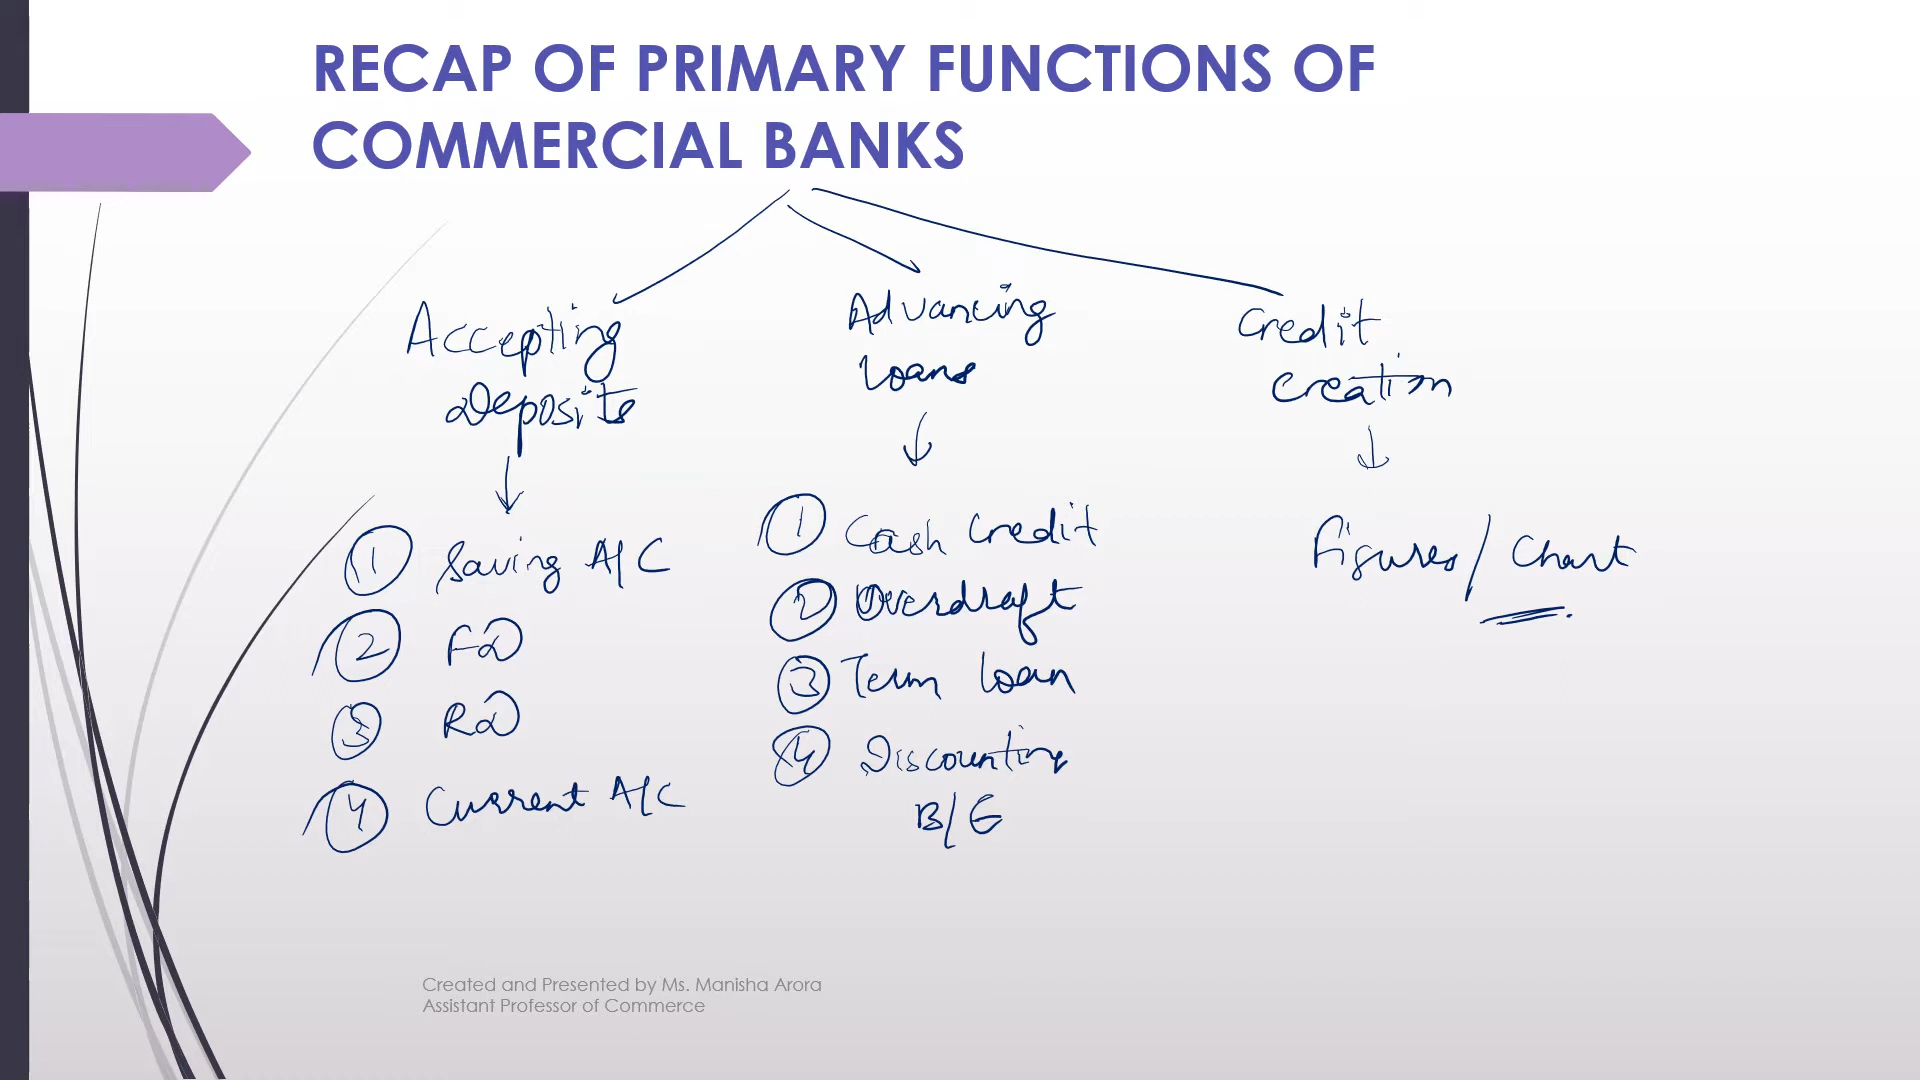 RECAP OF PRIMARY FUNCTIONS OF
COMMERCIAL BANKS
Accepting
Deposits
1 Saving A/C
2 FD
3 RD
4 Current A/C
Advancing
Loans
1 Cash Credit
2 Overdraft
3 Term Loan
4 Discounting
B/E
Credit
Creation
Figures/Chart
Created and Presented by Ms. Manisha Arora
Assistant Professor of Commerce